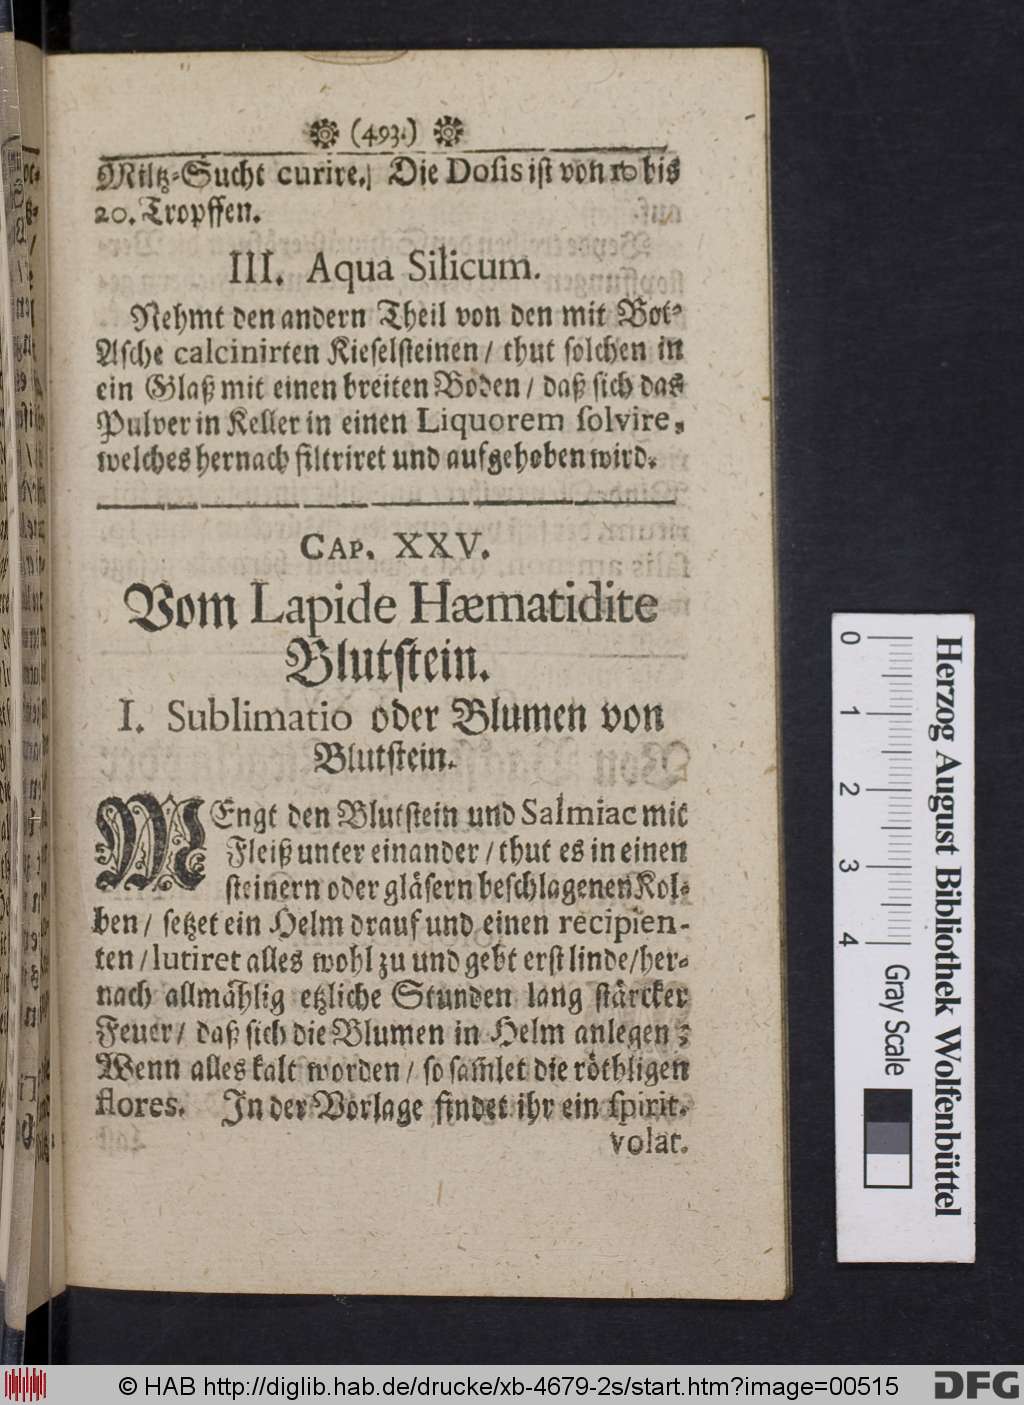 (493.)
Miltz-Sucht curire. Die Dosis ist von 10 bis
20. Tropffen.
III. Aqua Silicum.
Nehmt den andern Theil von den mit Pot-
Asche calcinirten Kieselsteinen / thut solchen in
ein Glaß mit einen breiten Boden / daß sich das
Pulver in Keller in einen Liquorem solvire,
welches hernach filtriret und aufgehoben wird.
CAP. XXV.
Vom Lapide Hæmatidite
Blutstein.
I. Sublimatio oder Blumen von
Blutstein.
MEngt den Blutstein und Salmiac mit
Fleiß unter einander / thut es in einen
steinern oder gläsern beschlagenen Kol-
ben / setzet ein Helm drauf und einen recipien-
ten / lutiret alles wohl zu und gebt erst linde/her-
nach allmählig etzliche Stunden lang stärcker
Feuer / daß sich die Blumen in Helm anlegen ;
Wenn alles kalt worden / so sam̃let die röthligen
flores. In der Vorlage findet ihr ein spirit.
volat.
Herzog August Bibliothek Wolfenbüttel
0 1 2 3 4
Gray Scale
© HAB http://diglib.hab.de/drucke/xb-4679-2s/start.htm?image=00515
DFG